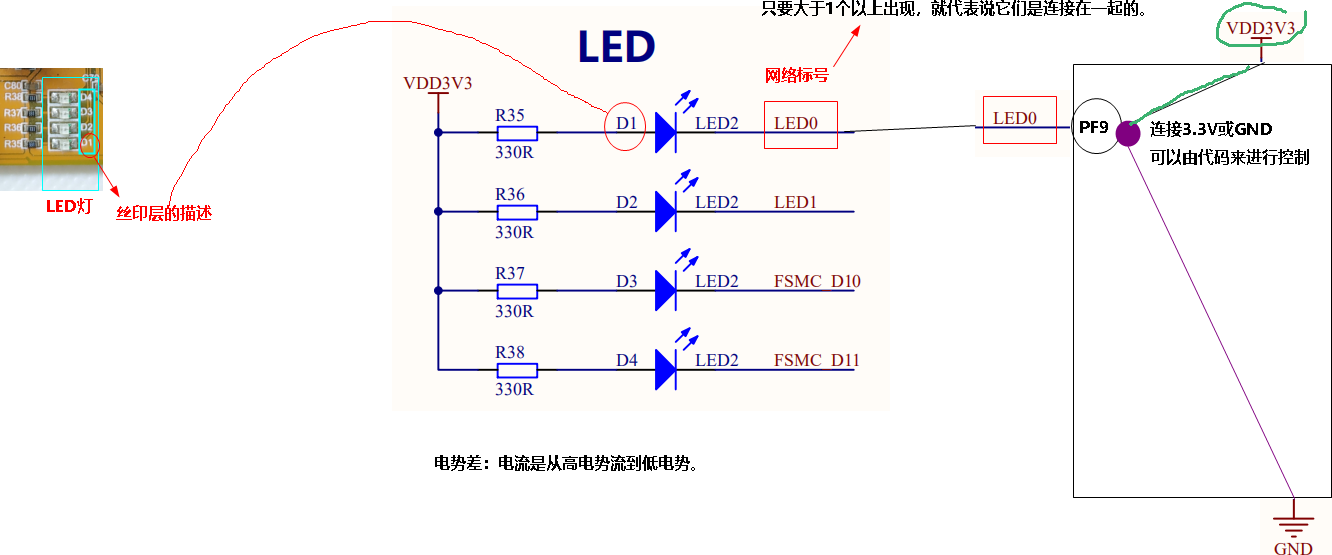 只要大于1个以上出现，就代表说它们是连接在一起的。
VDD3V3
LED
网络标号
VDD3V3
C79
C80
R38
D4
R37
D3
R36
D2
R35
D1
LED灯
丝印层的描述
R35
330R
D1
LED2
LED0
LED0
PF9
连接3.3V或GND
可以由代码来进行控制
R36
330R
D2
LED2
LED1
R37
330R
D3
LED2
FSMC_D10
R38
330R
D4
LED2
FSMC_D11
电势差：电流是从高电势流到低电势。
GND